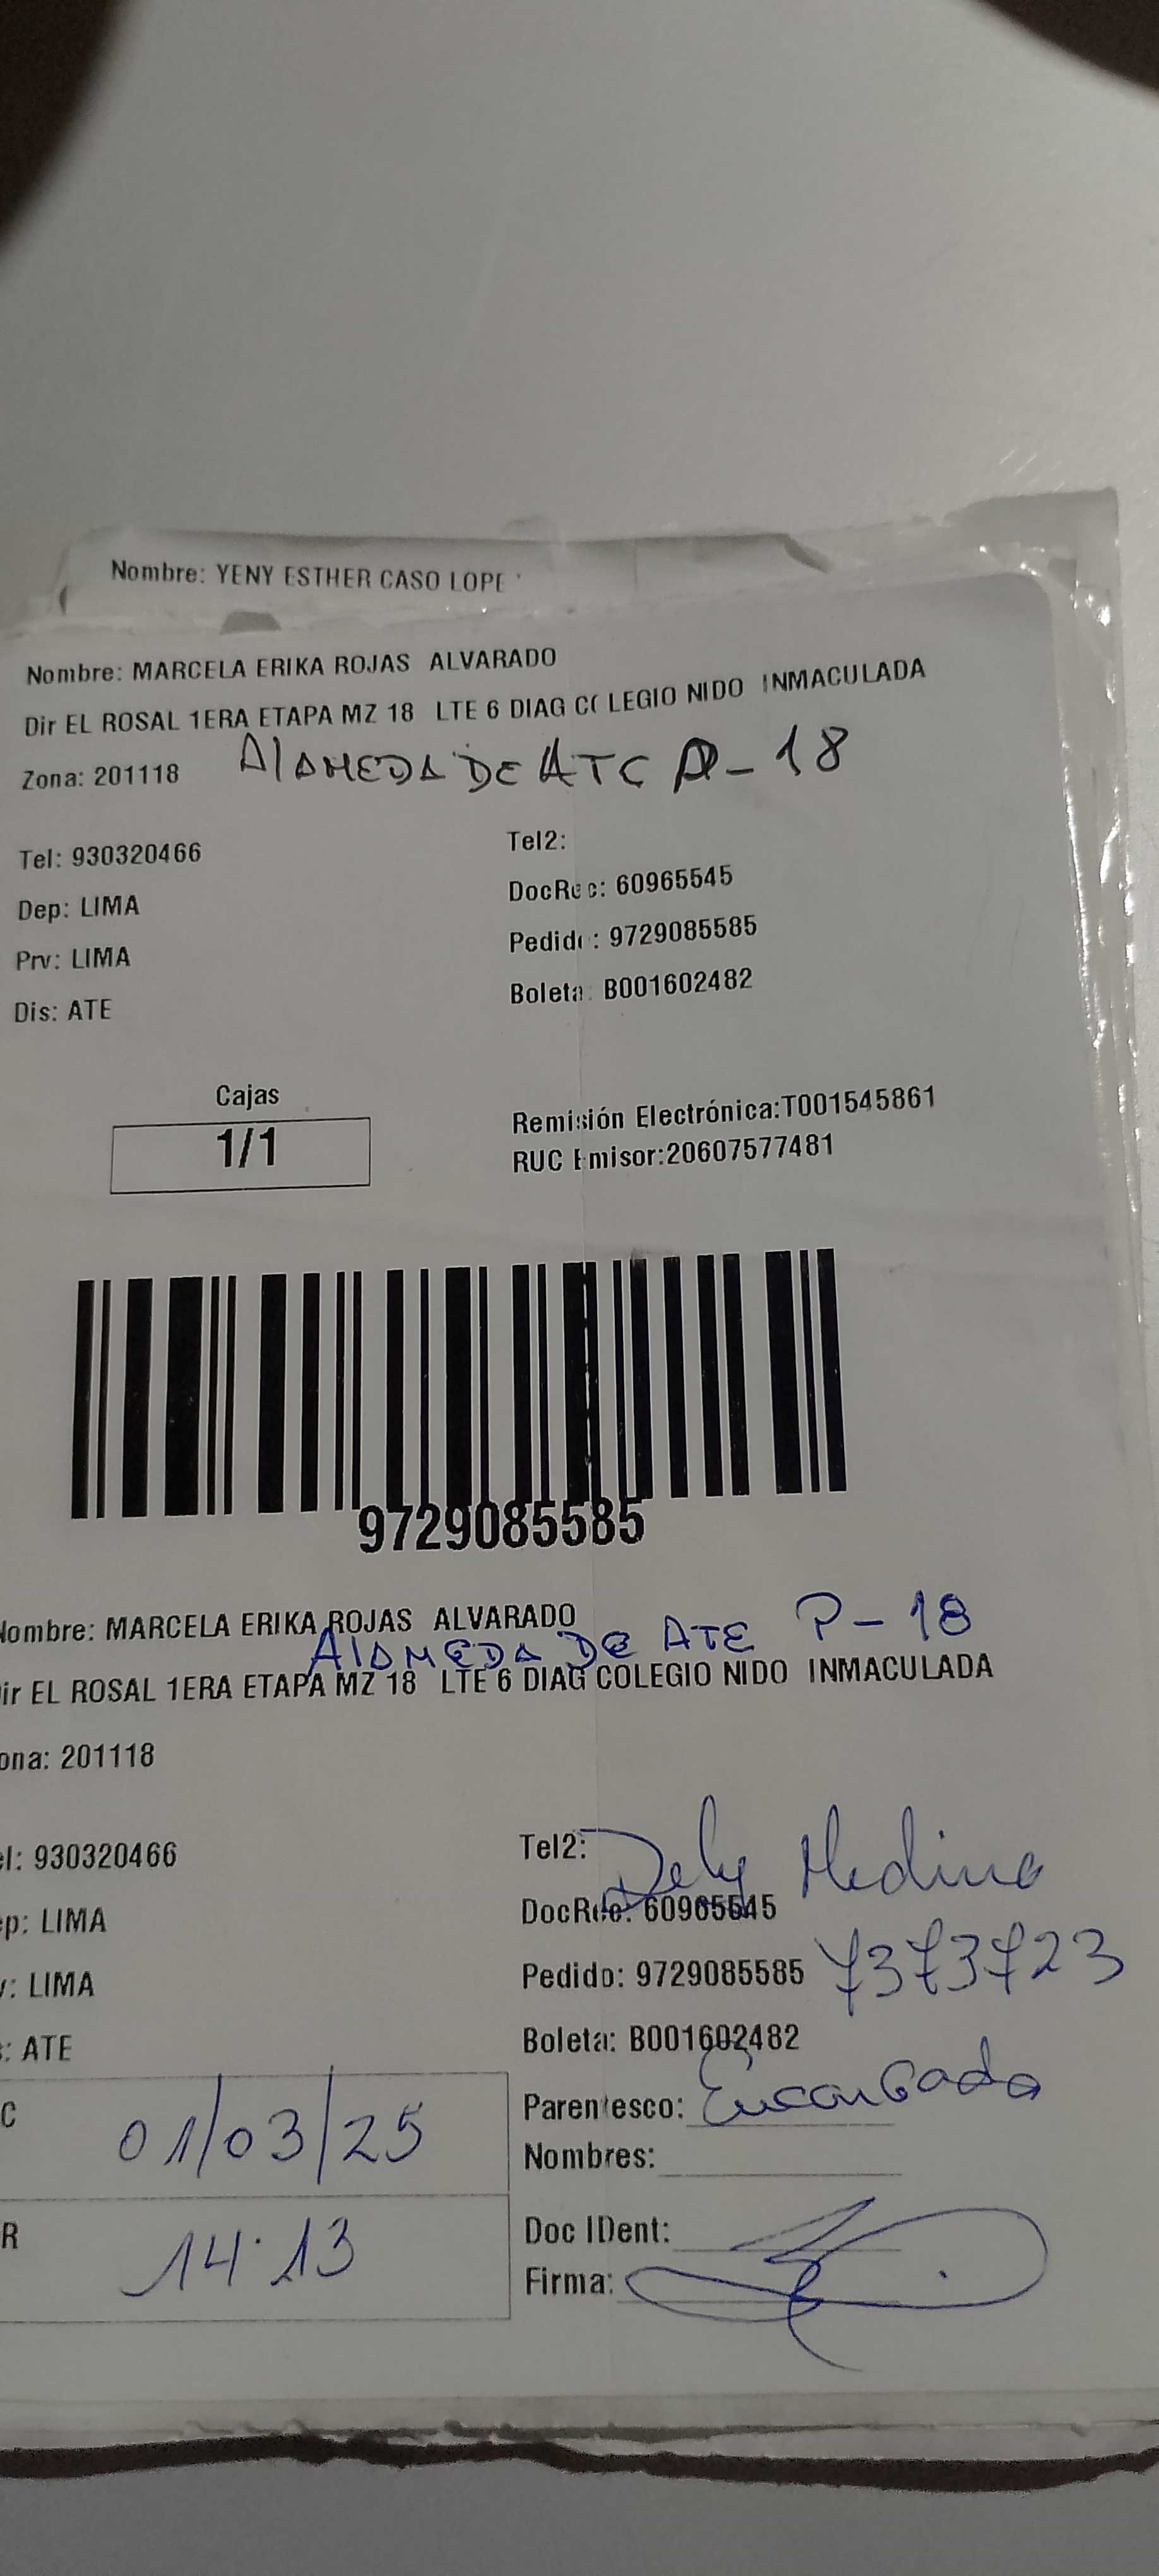 Nombre: YENY ESTHER CASO LOPE
Nombre: MARCELA ERIKA ROJAS ALVARADO
Dir EL ROSAL 1ERA ETAPA MZ 18 LTE 6 DIAG COLEGIO NIDO INMACULADA
Zona: 201118 AlAMEDA DE ATE P-18
Tel: 930320466 Tel2:
Dep: LIMA DocRec: 60965545
Prv: LIMA Pedido: 9729085585
Dis: ATE Boleta: B001602482
Cajas
1/1
Remisión Electrónica:T001545861
RUC Emisor:20607577481
9729085585
Nombre: MARCELA ERIKA ROJAS ALVARADO
AlAMEDA DE ATE P-18
Dir EL ROSAL 1ERA ETAPA MZ 18 LTE 6 DIAG COLEGIO NIDO INMACULADA
ona: 201118
el: 930320466 Tel2: Dely Medina
ep: LIMA DocRec: 60965545
v: LIMA Pedido: 9729085585 7373723
s: ATE Boleta: B001602482
C 01/03/25 Parentesco: Encargada
Nombres:
R 14:13 Doc IDent:
Firma: